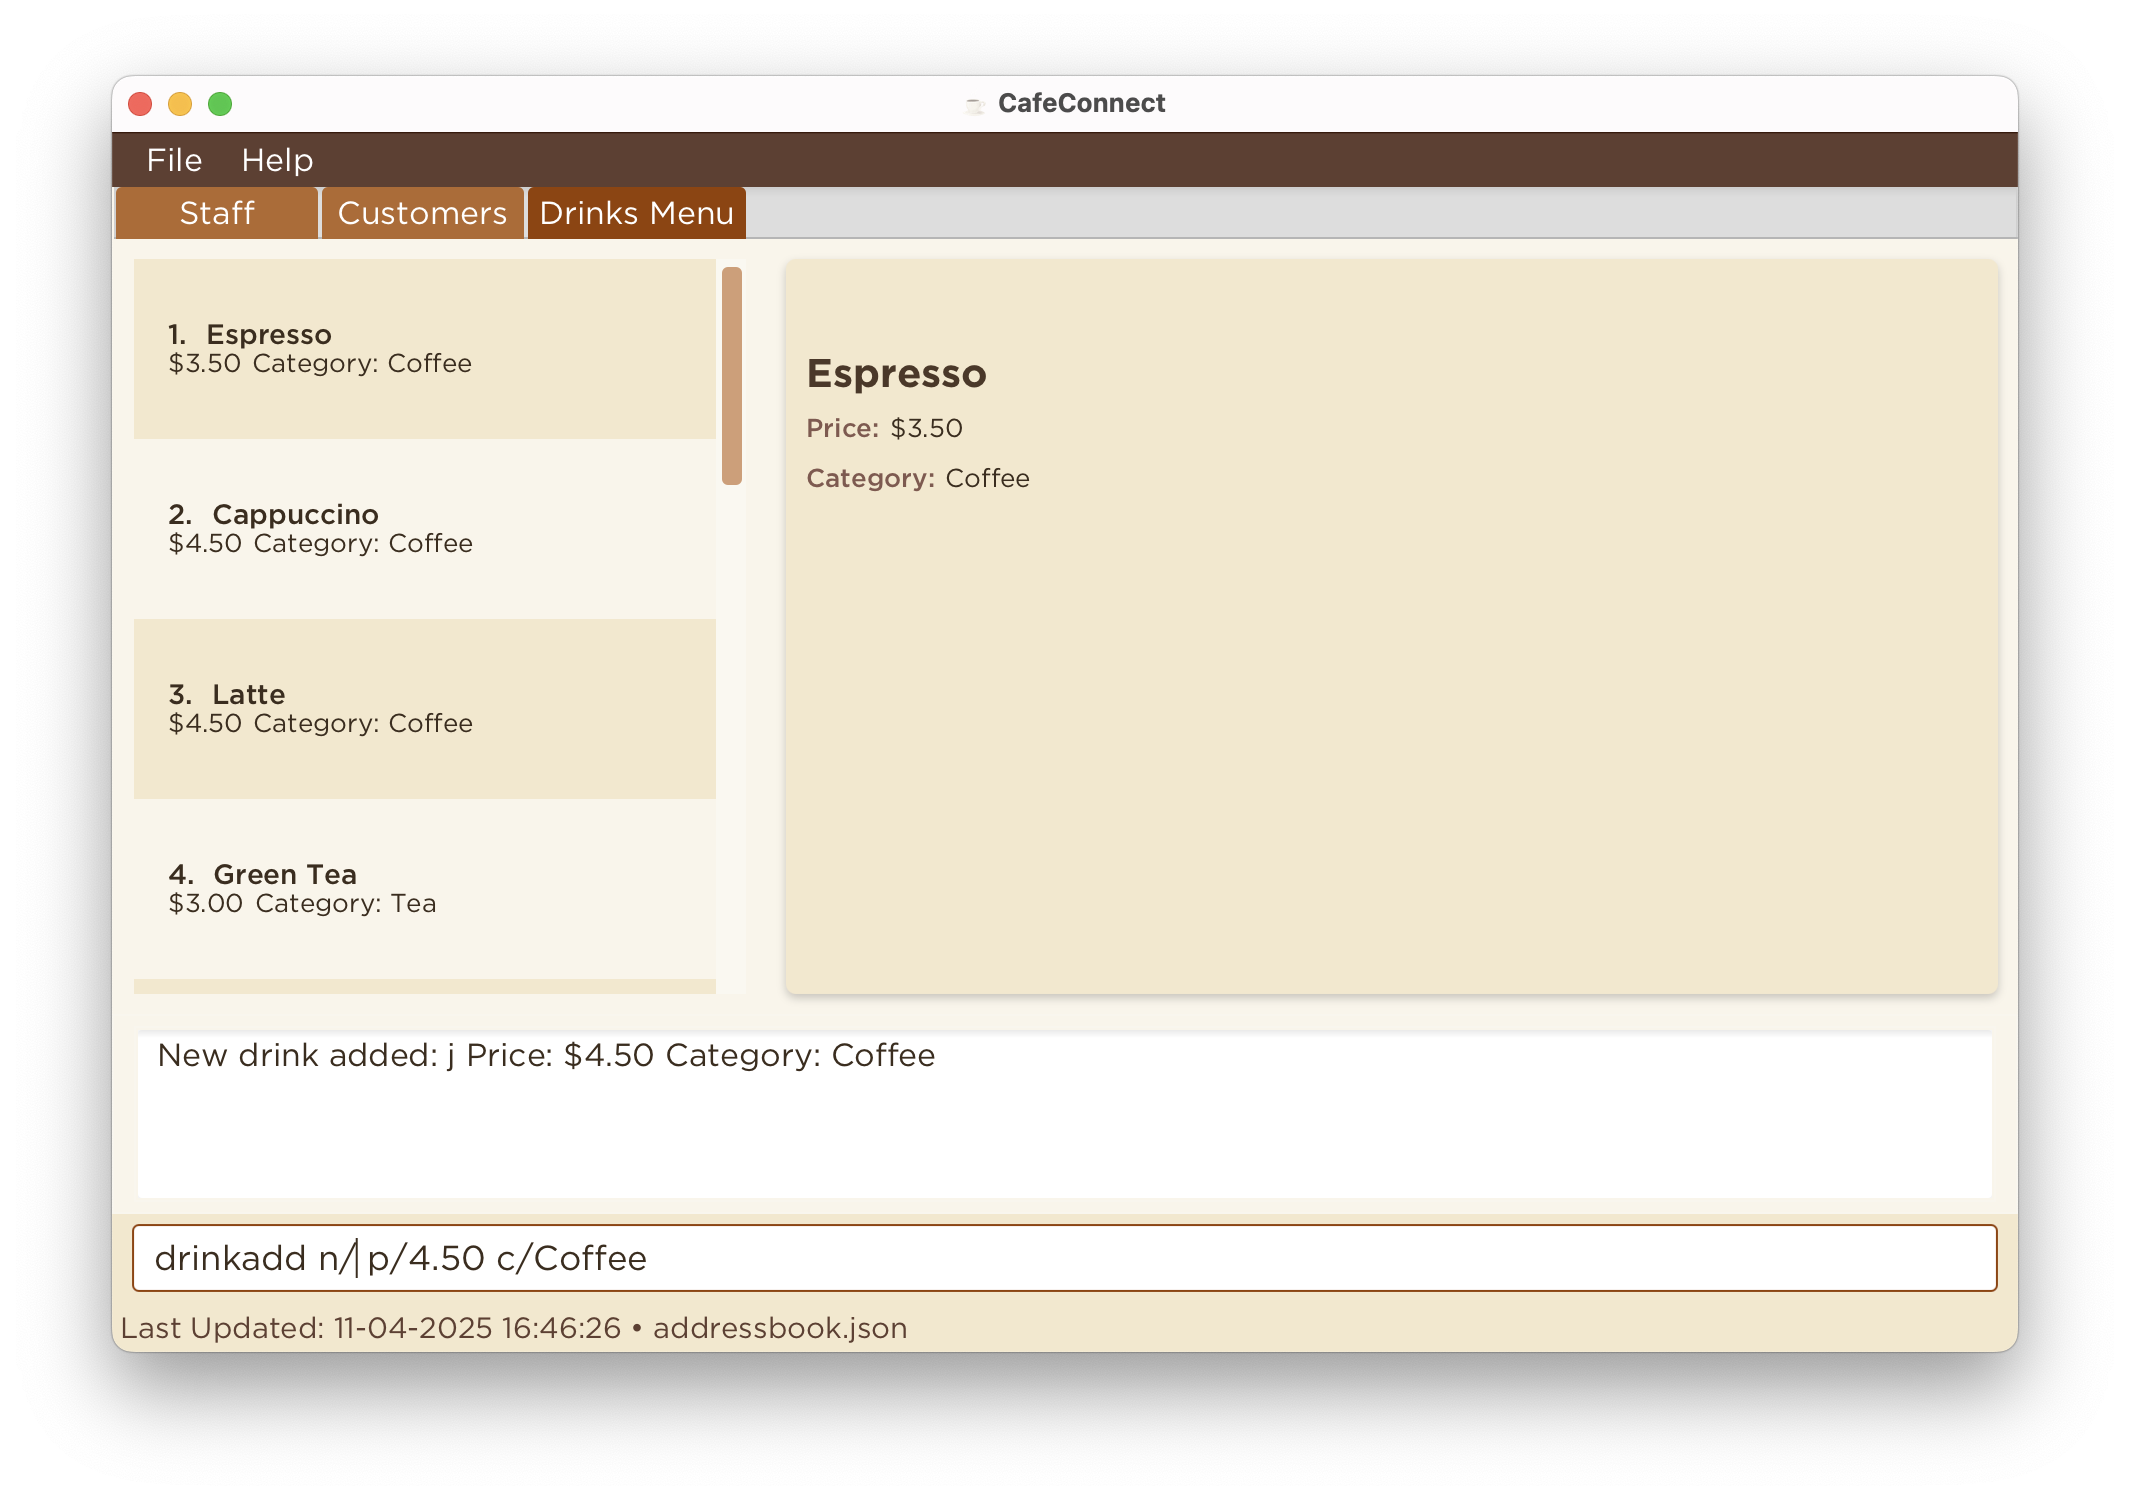 CafeConnect
File Help
Staff Customers Drinks Menu
1. Espresso
$3.50 Category: Coffee
2. Cappuccino
$4.50 Category: Coffee
3. Latte
$4.50 Category: Coffee
4. Green Tea
$3.00 Category: Tea
Espresso
Price: $3.50
Category: Coffee
New drink added: j Price: $4.50 Category: Coffee
drinkadd n/ p/4.50 c/Coffee
Last Updated: 11-04-2025 16:46:26 • addressbook.json